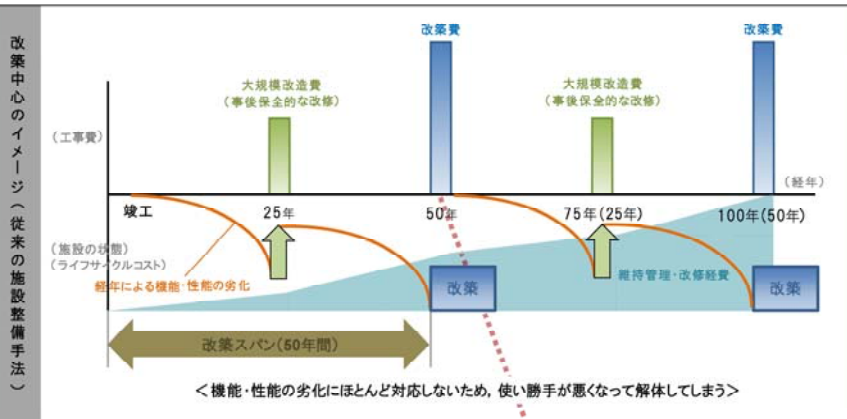 改築中心のイメージ(従来の施設整備手法)
改築費
改築費
大規模改造費
(事後保全的な改修)
大規模改造費
(事後保全的な改修)
(工事費)
(経年)
竣工
25年
50年
75年(25年)
100年(50年)
(施設の状態)
(ライフサイクルコスト)
経年による機能・性能の劣化
維持管理・改修経費
改築
改築
改築スパン(50年間)
<機能・性能の劣化にほとんど対応しないため,使い勝手が悪くなって解体してしまう>